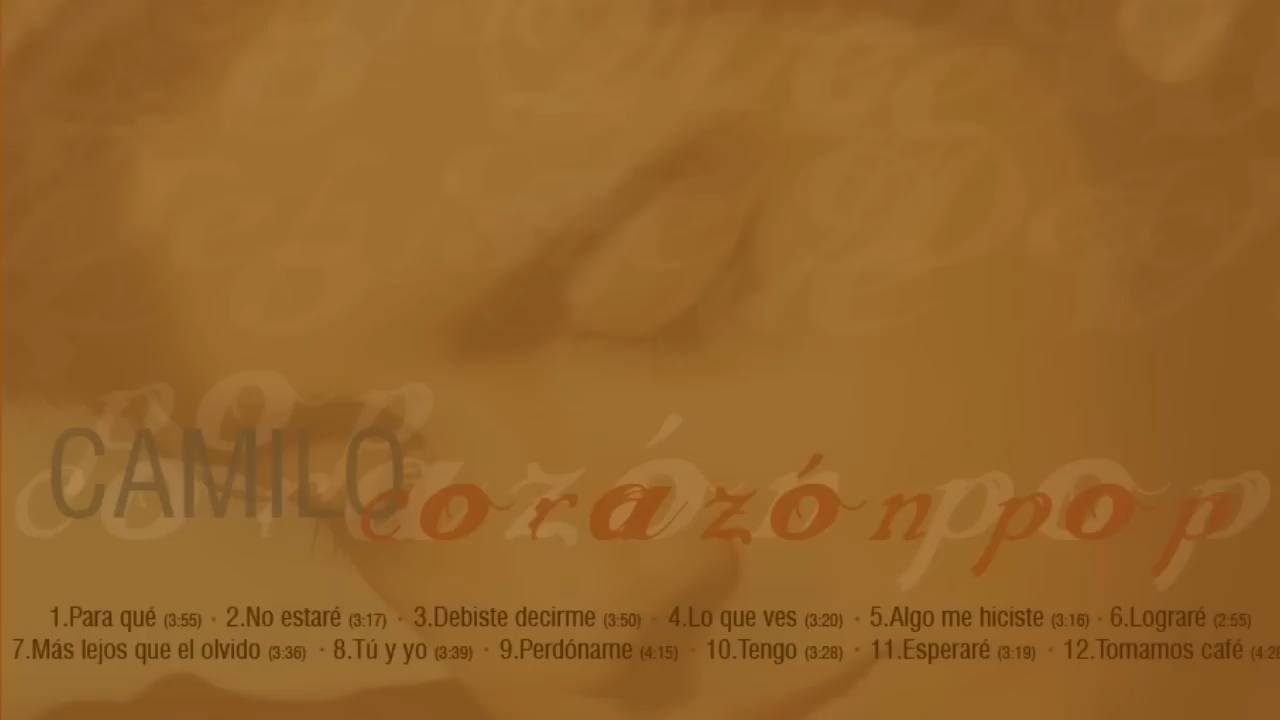 CAMILO
corazón pop
1.Para qué (3:55) · 2.No estaré (3:17) · 3.Debiste decirme (3:50) · 4.Lo que ves (3:20) · 5.Algo me hiciste (3:16) · 6.Lograré (2:55)
7.Más lejos que el olvido (3:36) · 8.Tú y yo (3:39) · 9.Perdóname (4:15) · 10.Tengo (3:28) · 11.Esperaré (3:19) · 12.Tomamos café (4:28